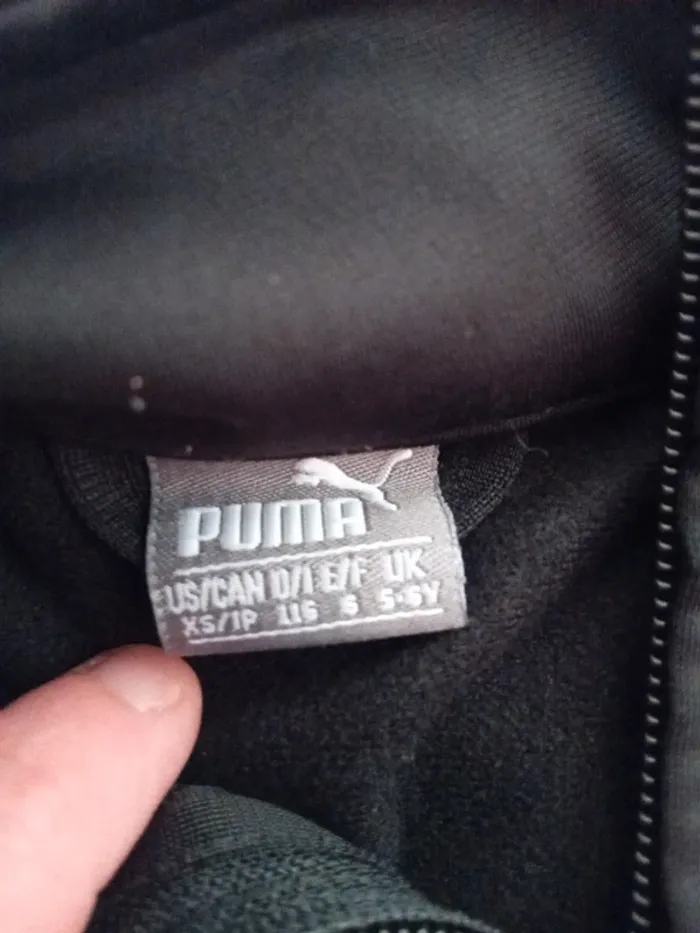 PUMA
US/CAN D/I E/F UK
XS/1P 116 6 5-6Y